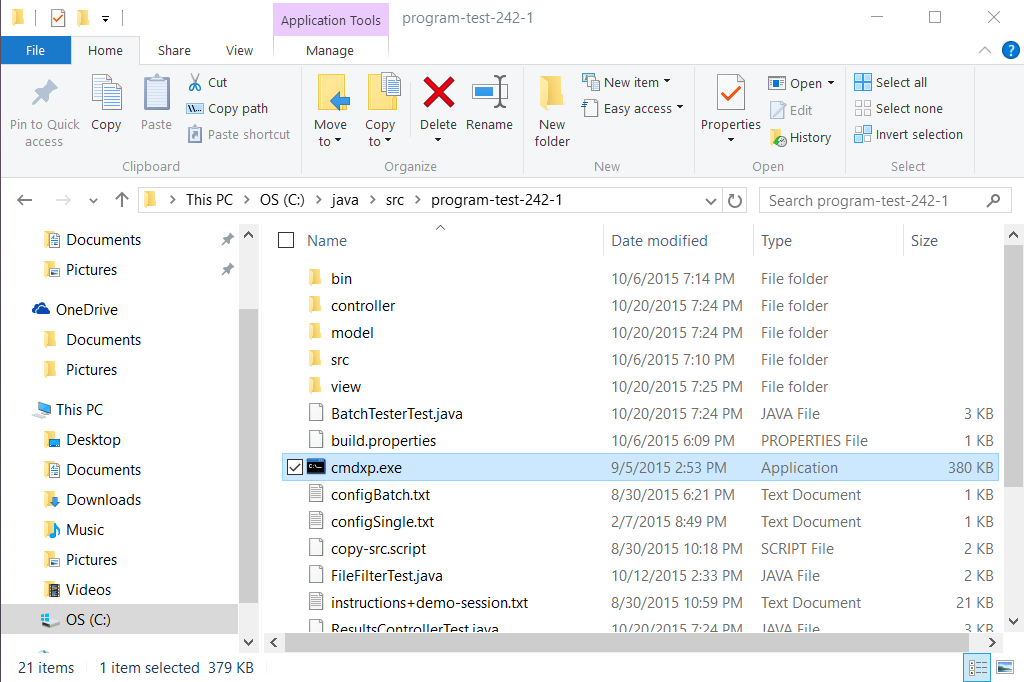 Application Tools program-test-242-1
File Home Share View Manage
Pin to Quick access
Copy
Paste
Cut
Copy path
Paste shortcut
Clipboard
Move to
Copy to
Delete
Rename
Organize
New folder
New item
Easy access
New
Properties
Open
Edit
History
Open
Select all
Select none
Invert selection
Select
This PC > OS (C:) > java > src > program-test-242-1
Search program-test-242-1
Documents
Pictures
OneDrive
Documents
Pictures
This PC
Desktop
Documents
Downloads
Music
Pictures
Videos
OS (C:)
Name Date modified Type Size
bin 10/6/2015 7:14 PM File folder
controller 10/20/2015 7:24 PM File folder
model 10/20/2015 7:24 PM File folder
src 10/6/2015 7:10 PM File folder
view 10/20/2015 7:25 PM File folder
BatchTesterTest.java 10/20/2015 7:24 PM JAVA File 3 KB
build.properties 10/6/2015 6:09 PM PROPERTIES File 1 KB
cmdxp.exe 9/5/2015 2:53 PM Application 380 KB
configBatch.txt 8/30/2015 6:21 PM Text Document 1 KB
configSingle.txt 2/7/2015 8:49 PM Text Document 1 KB
copy-src.script 8/30/2015 10:18 PM SCRIPT File 2 KB
FileFilterTest.java 10/12/2015 2:33 PM JAVA File 2 KB
instructions+demo-session.txt 8/30/2015 10:59 PM Text Document 21 KB
ResultsControllerTest.java 10/20/2015 7:24 PM JAVA File 3 KB
21 items 1 item selected 379 KB